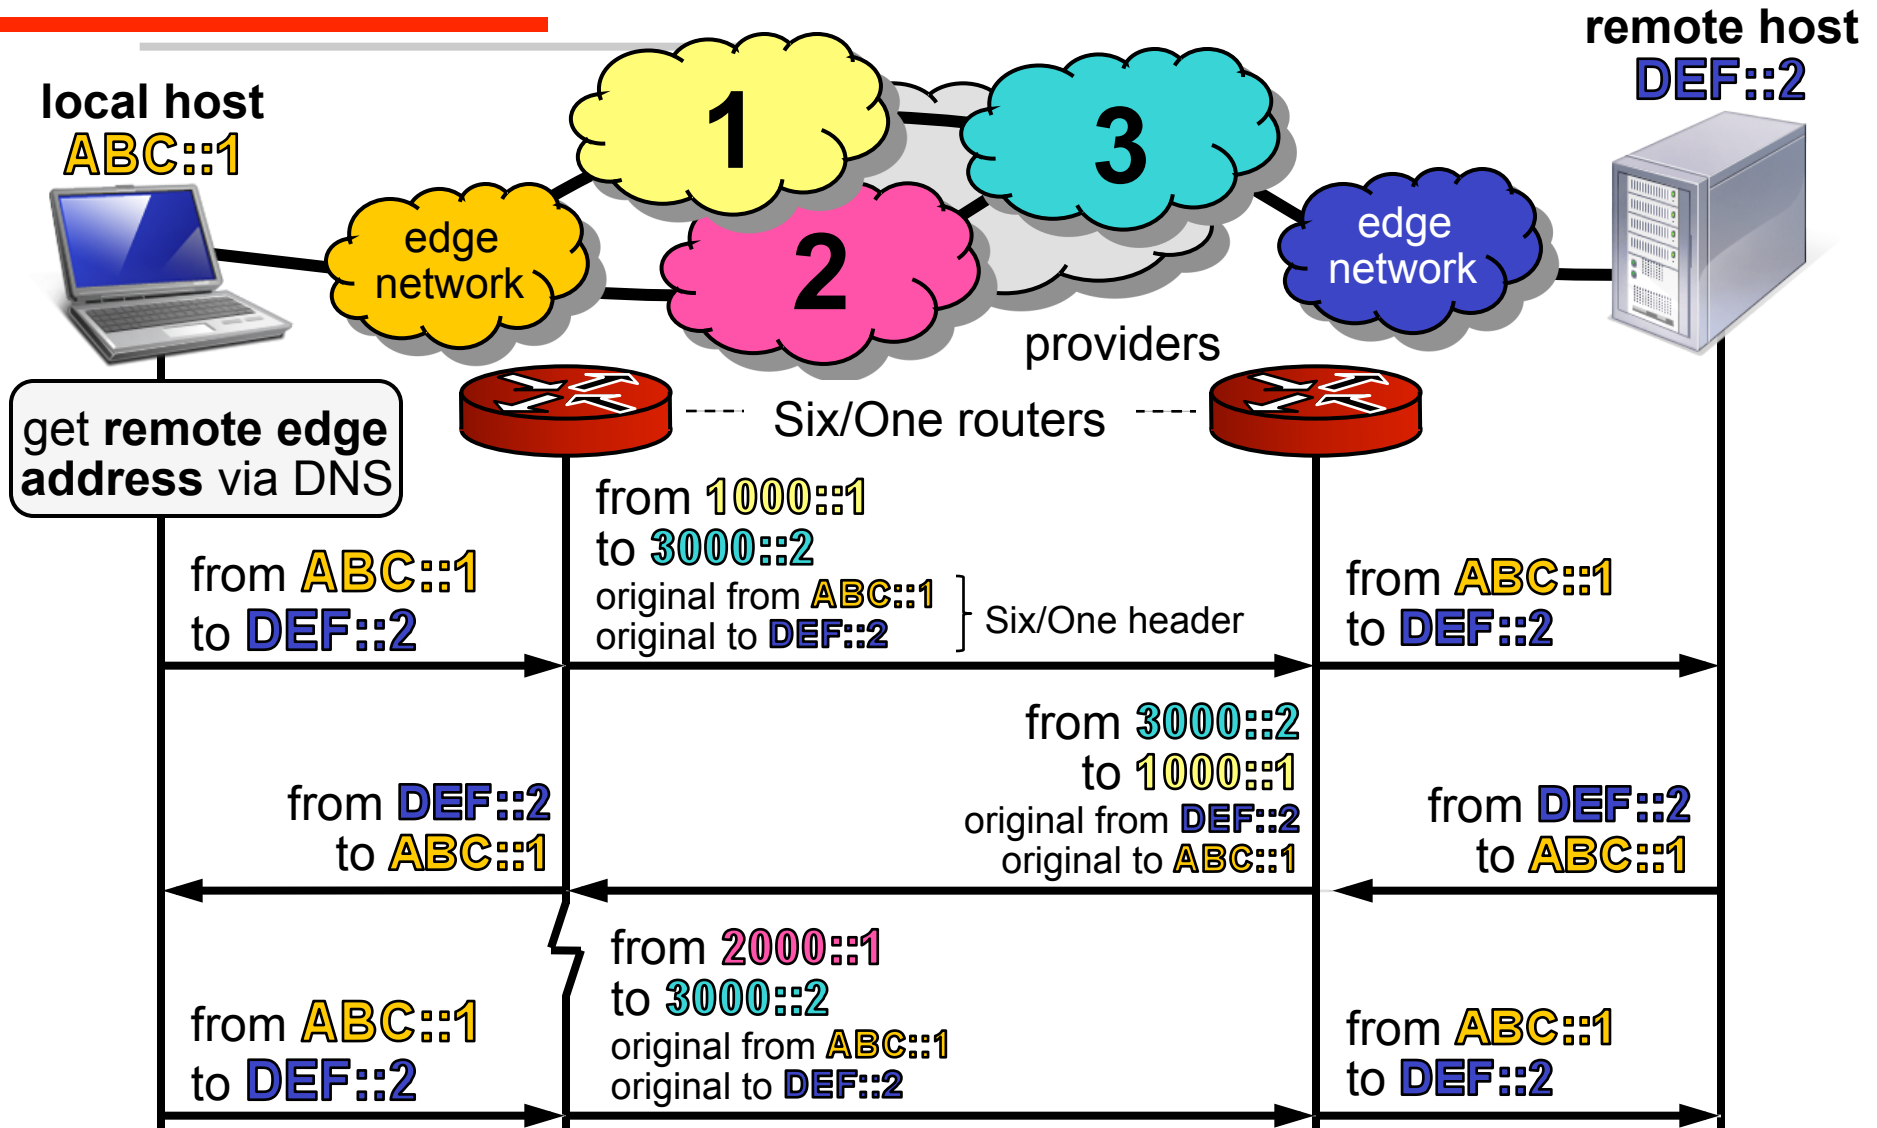 remote host
DEF::2
local host
ABC::1
1
3
2
edge
network
edge
network
providers
Six/One routers
get remote edge
address via DNS
from 1000::1
to 3000::2
original from ABC::1
original to DEF::2
Six/One header
from ABC::1
to DEF::2
from ABC::1
to DEF::2
from 3000::2
to 1000::1
original from DEF::2
original to ABC::1
from DEF::2
to ABC::1
from DEF::2
to ABC::1
from 2000::1
to 3000::2
original from ABC::1
original to DEF::2
from ABC::1
to DEF::2
from ABC::1
to DEF::2